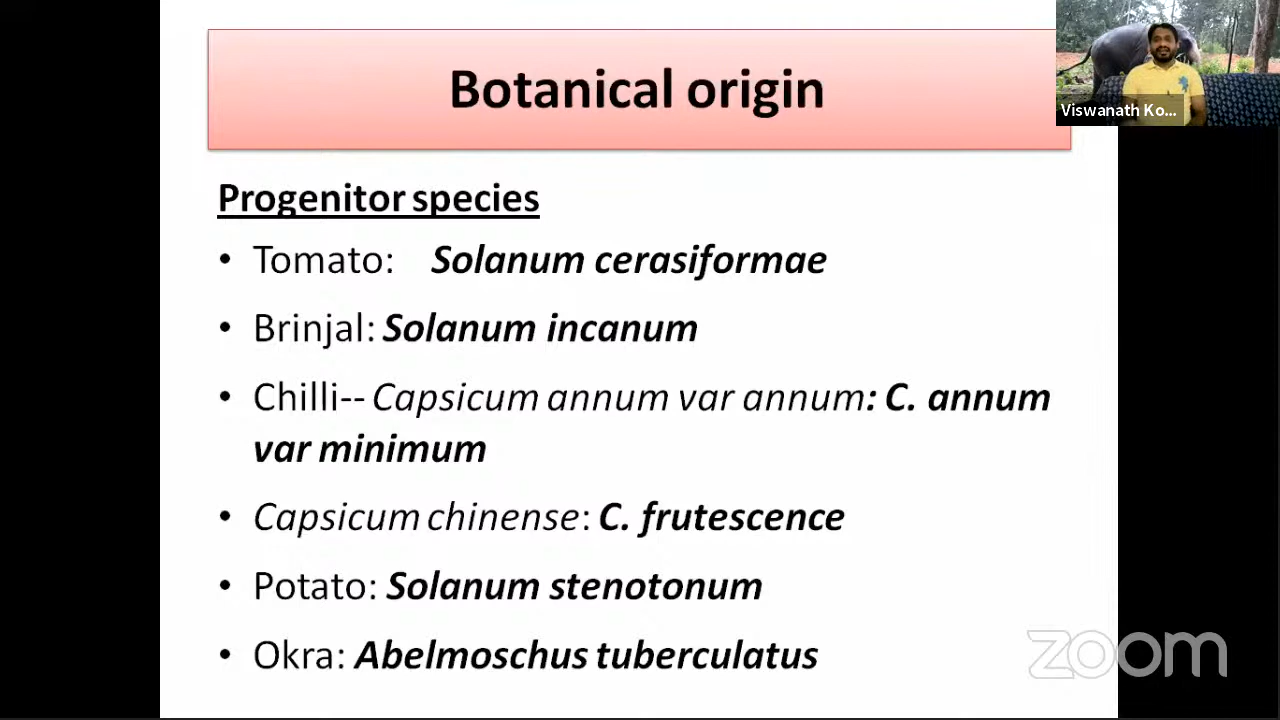 Botanical origin
Viswanath Ko...
Progenitor species
• Tomato: Solanum cerasiformae
• Brinjal: Solanum incanum
• Chilli-- Capsicum annum var annum: C. annum
var minimum
• Capsicum chinense: C. frutescence
• Potato: Solanum stenotonum
• Okra: Abelmoschus tuberculatus
zoom